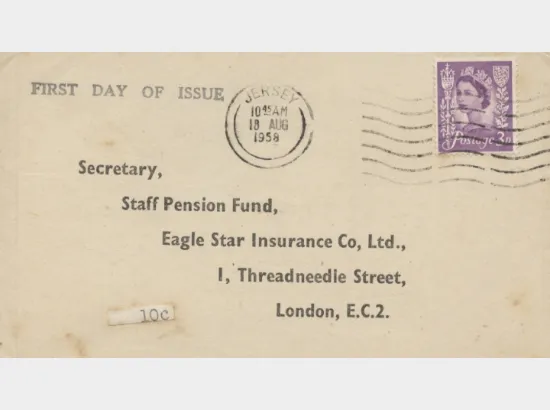 FIRST DAY OF ISSUE
JERSEY
10 45 AM
18 AUG
1958
Postage 3D
Secretary,
Staff Pension Fund,
Eagle Star Insurance Co, Ltd.,
1, Threadneedie Street,
London, E.C.2.
10c